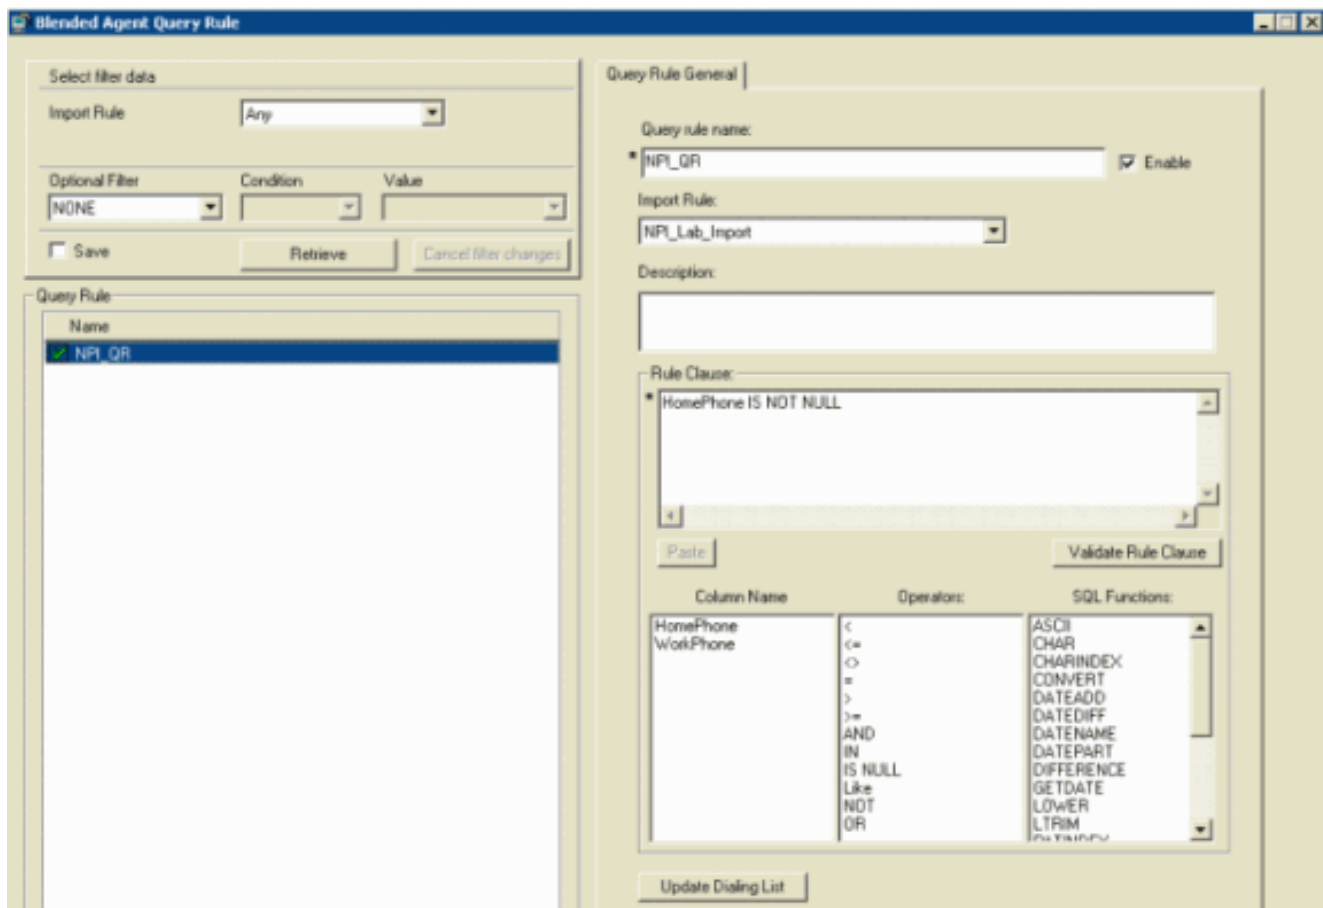 Blended Agent Query Rule
Select filter data
Import Rule
Any
Optional Filter Condition Value
NONE
Save
Retrieve
Cancel filter changes
Query Rule
Name
NPI_QR
Query Rule General
Query rule name:
* NPI_QR
Enable
Import Rule:
NPI_Lab_Import
Description:
Rule Clause:
* HomePhone IS NOT NULL
Paste
Validate Rule Clause
Column Name
HomePhone
WorkPhone
Operators:
<
<=
<>
=
>
>=
AND
IN
IS NULL
Like
NOT
OR
SQL Functions:
ASCII
CHAR
CHARINDEX
CONVERT
DATEADD
DATEDIFF
DATENAME
DATEPART
DIFFERENCE
GETDATE
LOWER
LTRIM
Update Dialing List